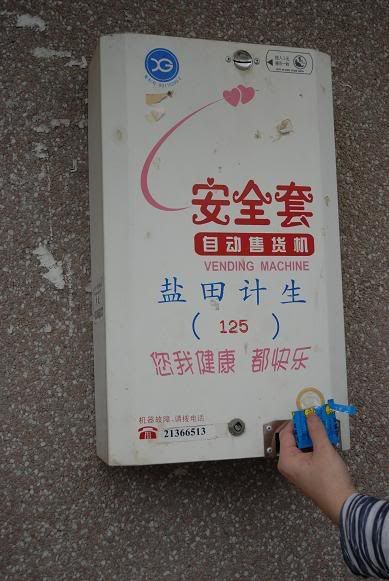 安全套
自动售货机
VENDING MACHINE
盐田计生
( 125 )
您我健康 都快乐
机器故障·请拨电话
21366513